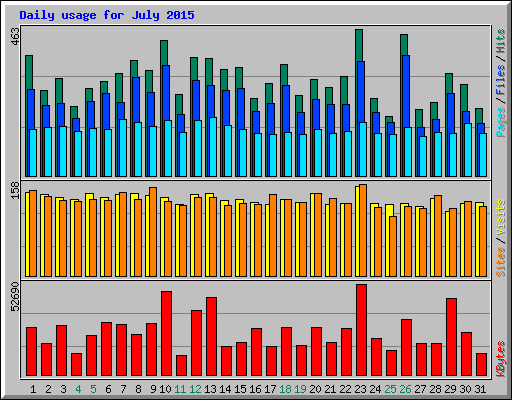 Daily usage for July 2015
463
Pages / Files / Hits
158
Sites / Visits
52690
KBytes
1 2 3 4 5 6 7 8 9 10 11 12 13 14 15 16 17 18 19 20 21 22 23 24 25 26 27 28 29 30 31